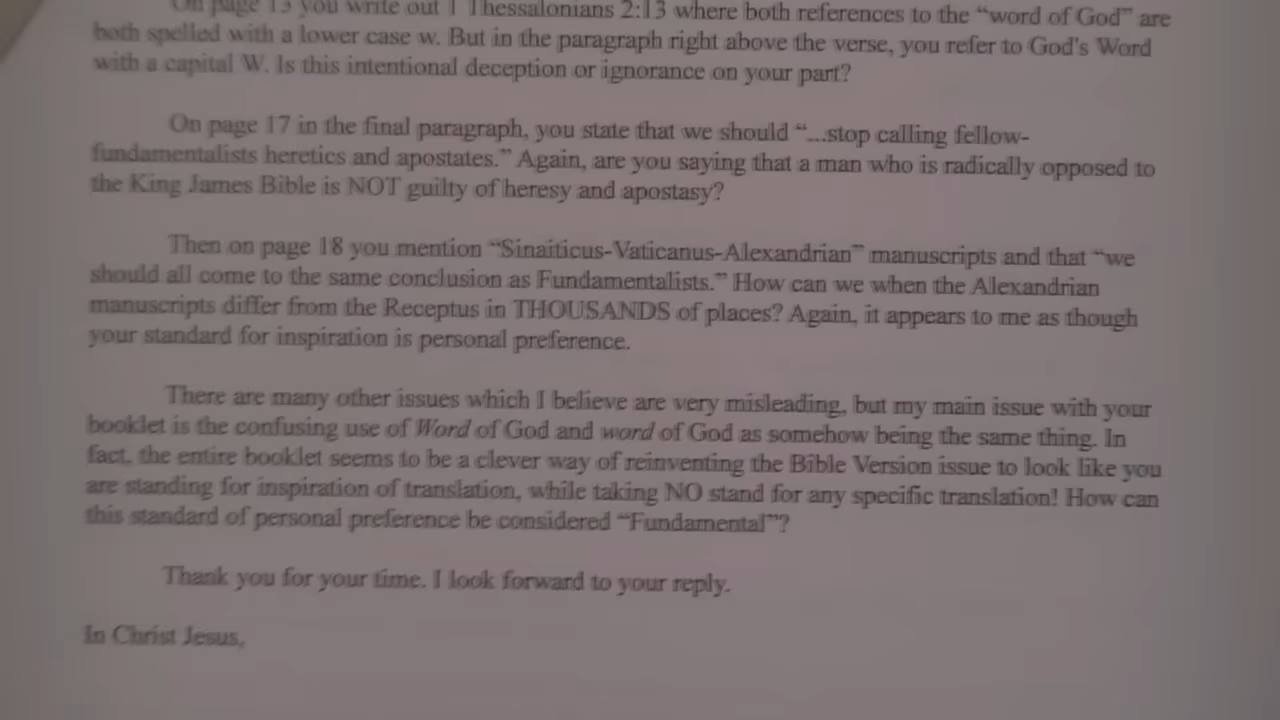 On page 13 you write out 1 Thessalonians 2:13 where both references to the “word of God” are
both spelled with a lower case w. But in the paragraph right above the verse, you refer to God's Word
with a capital W. Is this intentional deception or ignorance on your part?
On page 17 in the final paragraph, you state that we should “...stop calling fellow-
fundamentalists heretics and apostates.” Again, are you saying that a man who is radically opposed to
the King James Bible is NOT guilty of heresy and apostasy?
Then on page 18 you mention “Sinaiticus-Vaticanus-Alexandrian” manuscripts and that “we
should all come to the same conclusion as Fundamentalists.” How can we when the Alexandrian
manuscripts differ from the Receptus in THOUSANDS of places? Again, it appears to me as though
your standard for inspiration is personal preference.
There are many other issues which I believe are very misleading, but my main issue with your
booklet is the confusing use of Word of God and word of God as somehow being the same thing. In
fact, the entire booklet seems to be a clever way of reinventing the Bible Version issue to look like you
are standing for inspiration of translation, while taking NO stand for any specific translation! How can
this standard of personal preference be considered “Fundamental”?
Thank you for your time. I look forward to your reply.
In Christ Jesus,